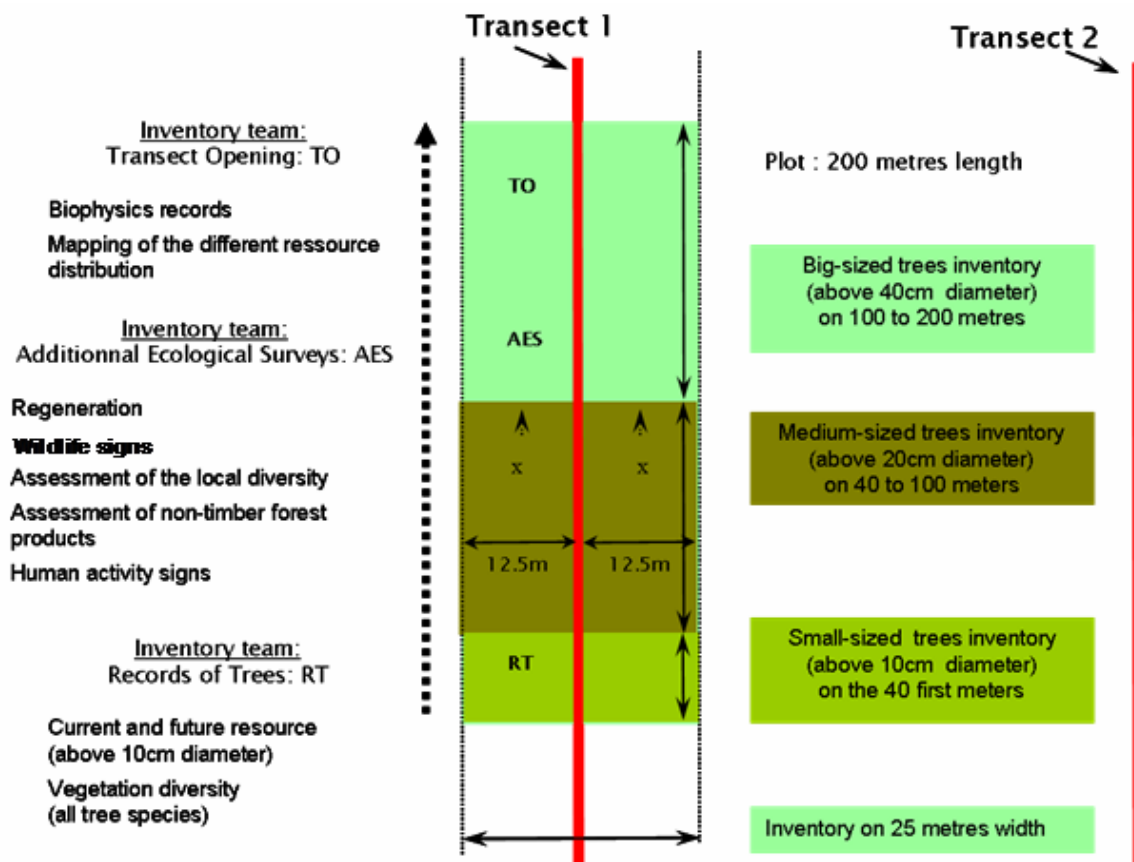 Transect 1
Transect 2
Inventory team:
Transect Opening: TO
Biophysics records
Mapping of the different ressource
distribution
Inventory team:
Additionnal Ecological Surveys: AES
Regeneration
Wildlife signs
Assessment of the local diversity
Assessment of non-timber forest
products
Human activity signs
Inventory team:
Records of Trees: RT
Current and future resource
(above 10cm diameter)
Vegetation diversity
(all tree species)
TO
AES
x x
12.5m 12.5m
RT
Plot : 200 metres length
Big-sized trees inventory
(above 40cm diameter)
on 100 to 200 metres
Medium-sized trees inventory
(above 20cm diameter)
on 40 to 100 meters
Small-sized trees inventory
(above 10cm diameter)
on the 40 first meters
Inventory on 25 metres width